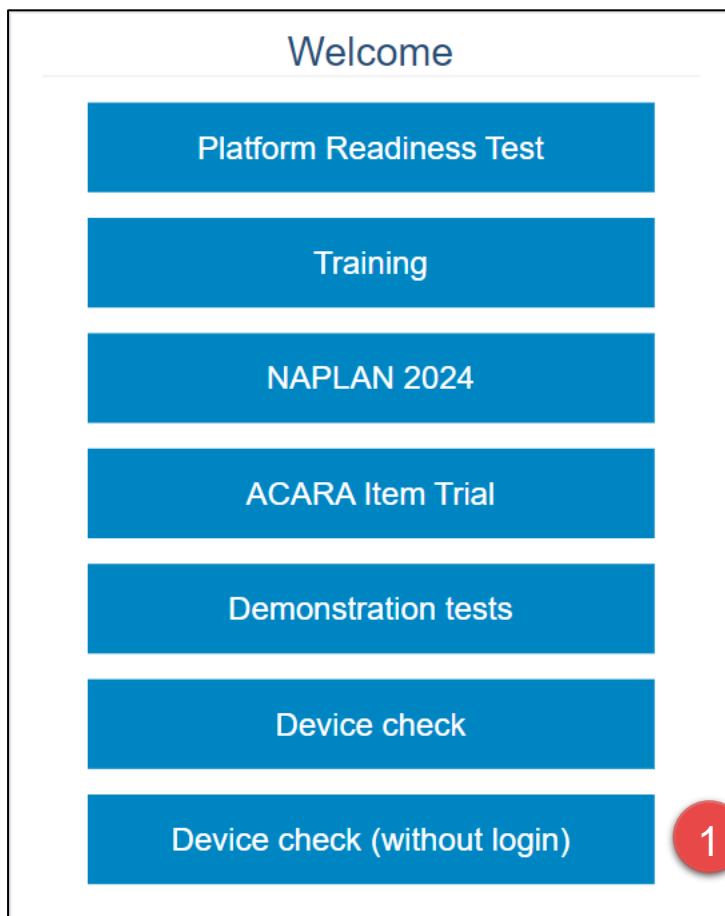 Welcome
Platform Readiness Test
Training
NAPLAN 2024
ACARA Item Trial
Demonstration tests
Device check
Device check (without login)
1